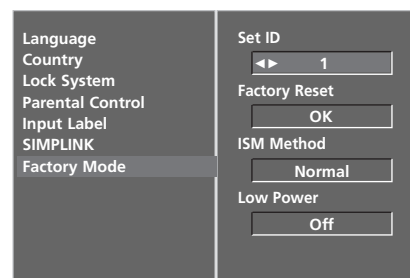 Language
Country
Lock System
Parental Control
Input Label
SIMPLINK
Factory Mode
Set ID
◄► 1
Factory Reset
OK
ISM Method
Normal
Low Power
Off